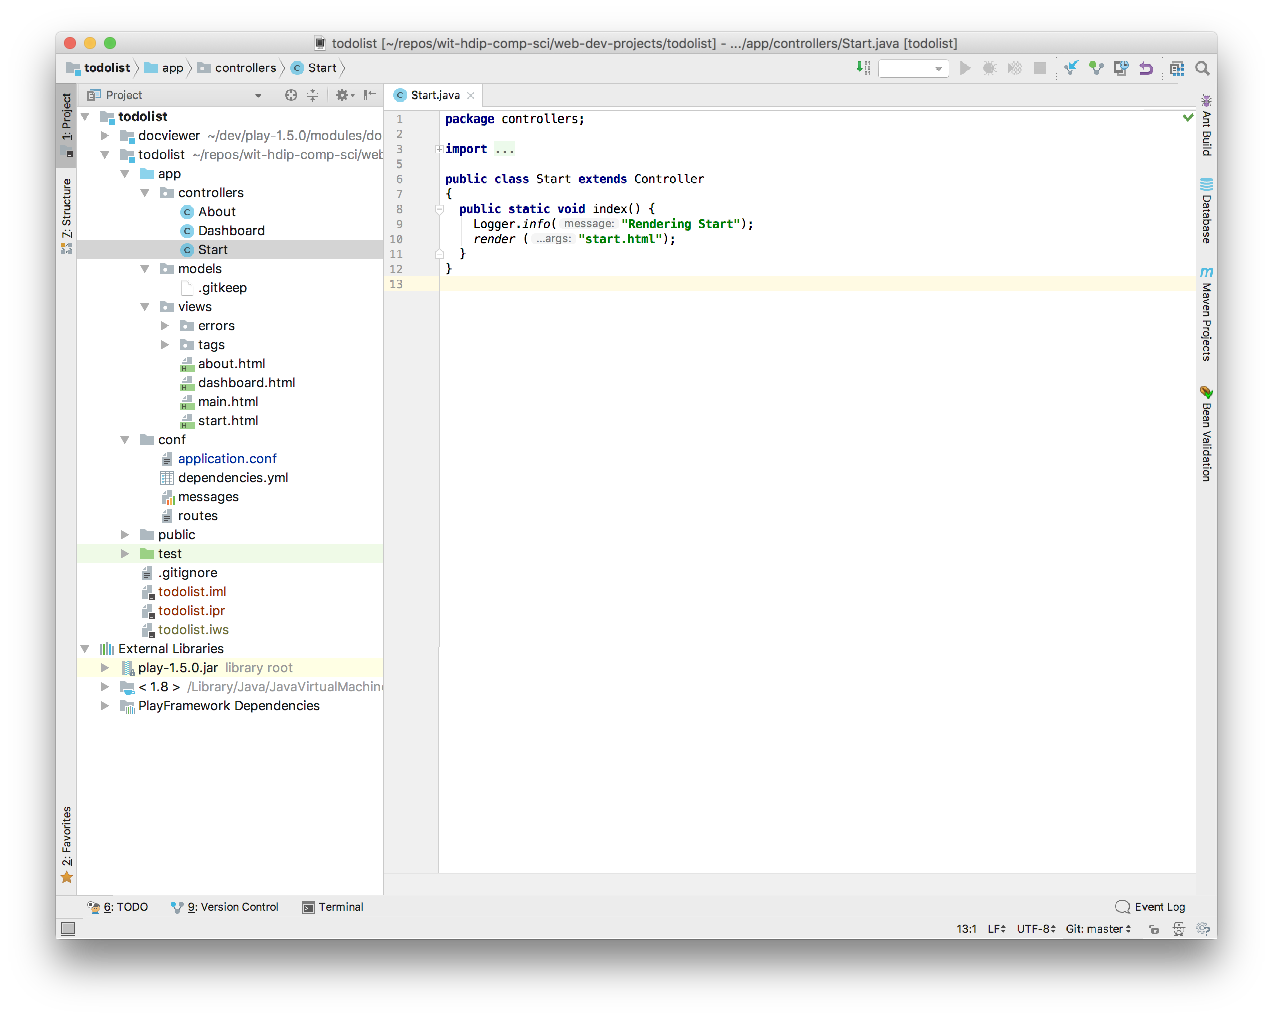 todolist [~/repos/wit-hdip-comp-sci/web-dev-projects/todolist] - .../app/controllers/Start.java [todolist]
todolist app controllers Start
Project
Start.java
1: Project
7: Structure
2: Favorites
todolist
docviewer ~/dev/play-1.5.0/modules/do
todolist ~/repos/wit-hdip-comp-sci/web
app
controllers
About
Dashboard
Start
models
.gitkeep
views
errors
tags
about.html
dashboard.html
main.html
start.html
conf
application.conf
dependencies.yml
messages
routes
public
test
.gitignore
todolist.iml
todolist.ipr
todolist.iws
External Libraries
play-1.5.0.jar library root
< 1.8 > /Library/Java/JavaVirtualMachine
PlayFramework Dependencies
1 package controllers;
2
3 import ...
5
6 public class Start extends Controller
7 {
8 public static void index() {
9 Logger.info( message: "Rendering Start");
10 render ( ...args: "start.html");
11 }
12 }
13
Ant Build
Database
Maven Projects
Bean Validation
6: TODO 9: Version Control Terminal Event Log
13:1 LF UTF-8 Git: master